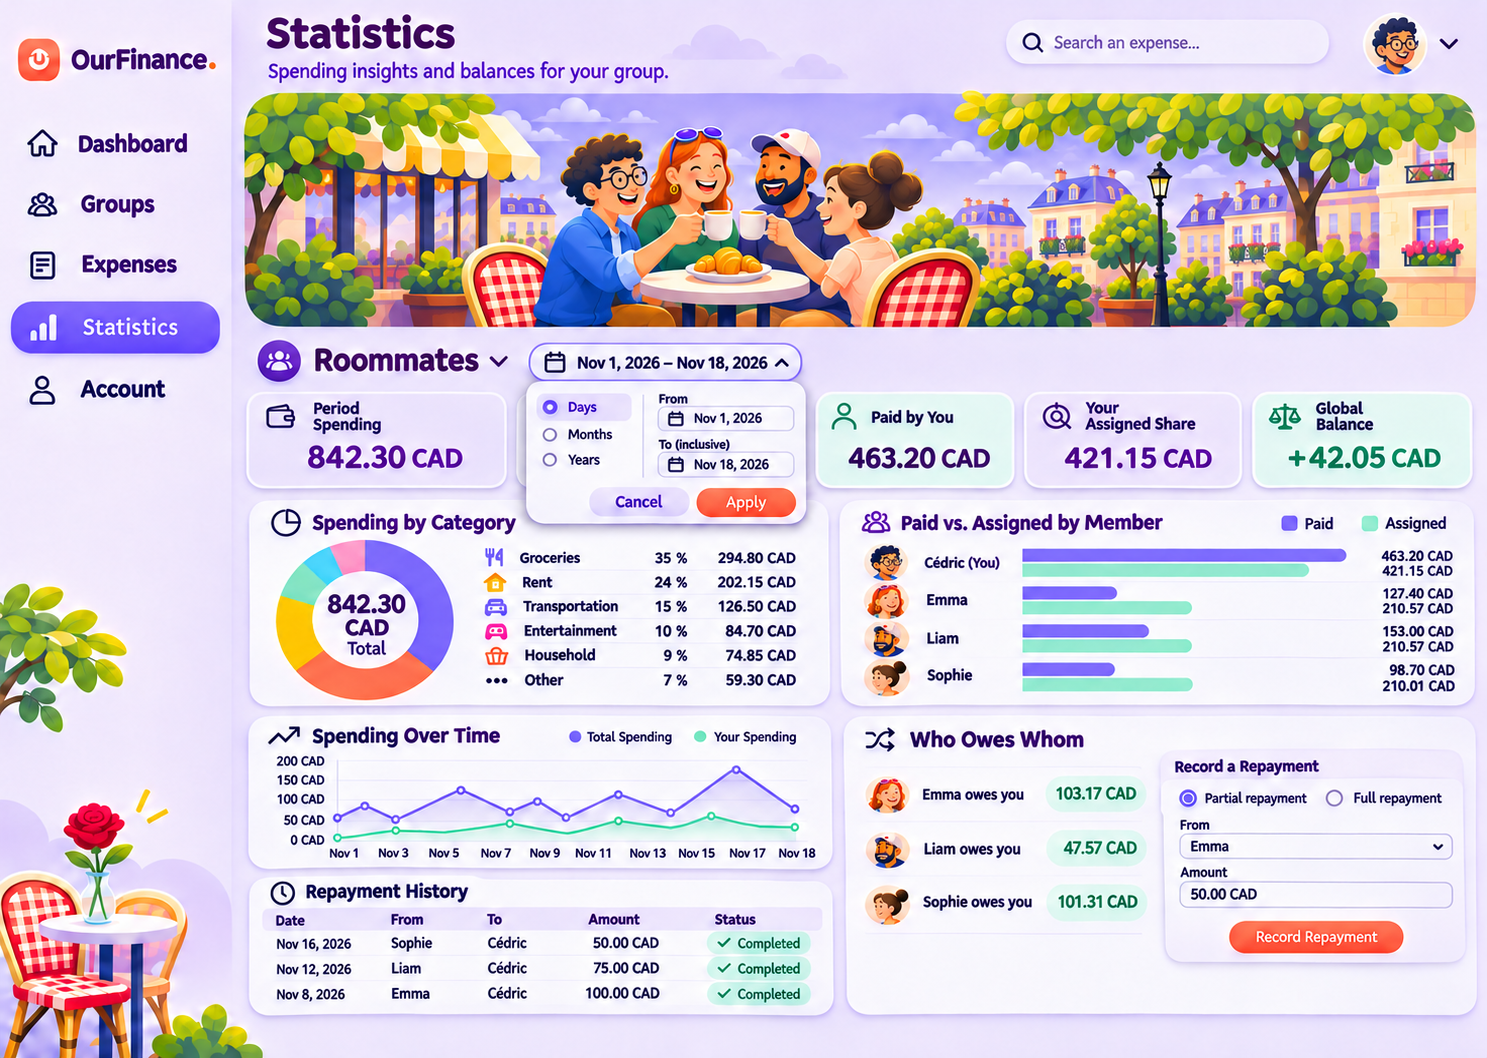 OurFinance.
Dashboard
Groups
Expenses
Statistics
Account
Statistics
Spending insights and balances for your group.
Search an expense...
Roommates
Nov 1, 2026 – Nov 18, 2026
Days
Months
Years
From
Nov 1, 2026
To (inclusive)
Nov 18, 2026
Cancel
Apply
Period
Spending
842.30 CAD
Paid by You
463.20 CAD
Your
Assigned Share
421.15 CAD
Global
Balance
+42.05 CAD
Spending by Category
842.30
CAD
Total
Groceries 35 % 294.80 CAD
Rent 24 % 202.15 CAD
Transportation 15 % 126.50 CAD
Entertainment 10 % 84.70 CAD
Household 9 % 74.85 CAD
Other 7 % 59.30 CAD
Paid vs. Assigned by Member
Paid
Assigned
Cédric (You)
463.20 CAD
421.15 CAD
Emma
127.40 CAD
210.57 CAD
Liam
153.00 CAD
210.57 CAD
Sophie
98.70 CAD
210.01 CAD
Spending Over Time
Total Spending
Your Spending
200 CAD
150 CAD
100 CAD
50 CAD
0 CAD
Nov 1 Nov 3 Nov 5 Nov 7 Nov 9 Nov 11 Nov 13 Nov 15 Nov 17 Nov 18
Who Owes Whom
Emma owes you 103.17 CAD
Liam owes you 47.57 CAD
Sophie owes you 101.31 CAD
Record a Repayment
Partial repayment
Full repayment
From
Emma
Amount
50.00 CAD
Record Repayment
Repayment History
Date From To Amount Status
Nov 16, 2026 Sophie Cédric 50.00 CAD Completed
Nov 12, 2026 Liam Cédric 75.00 CAD Completed
Nov 8, 2026 Emma Cédric 100.00 CAD Completed